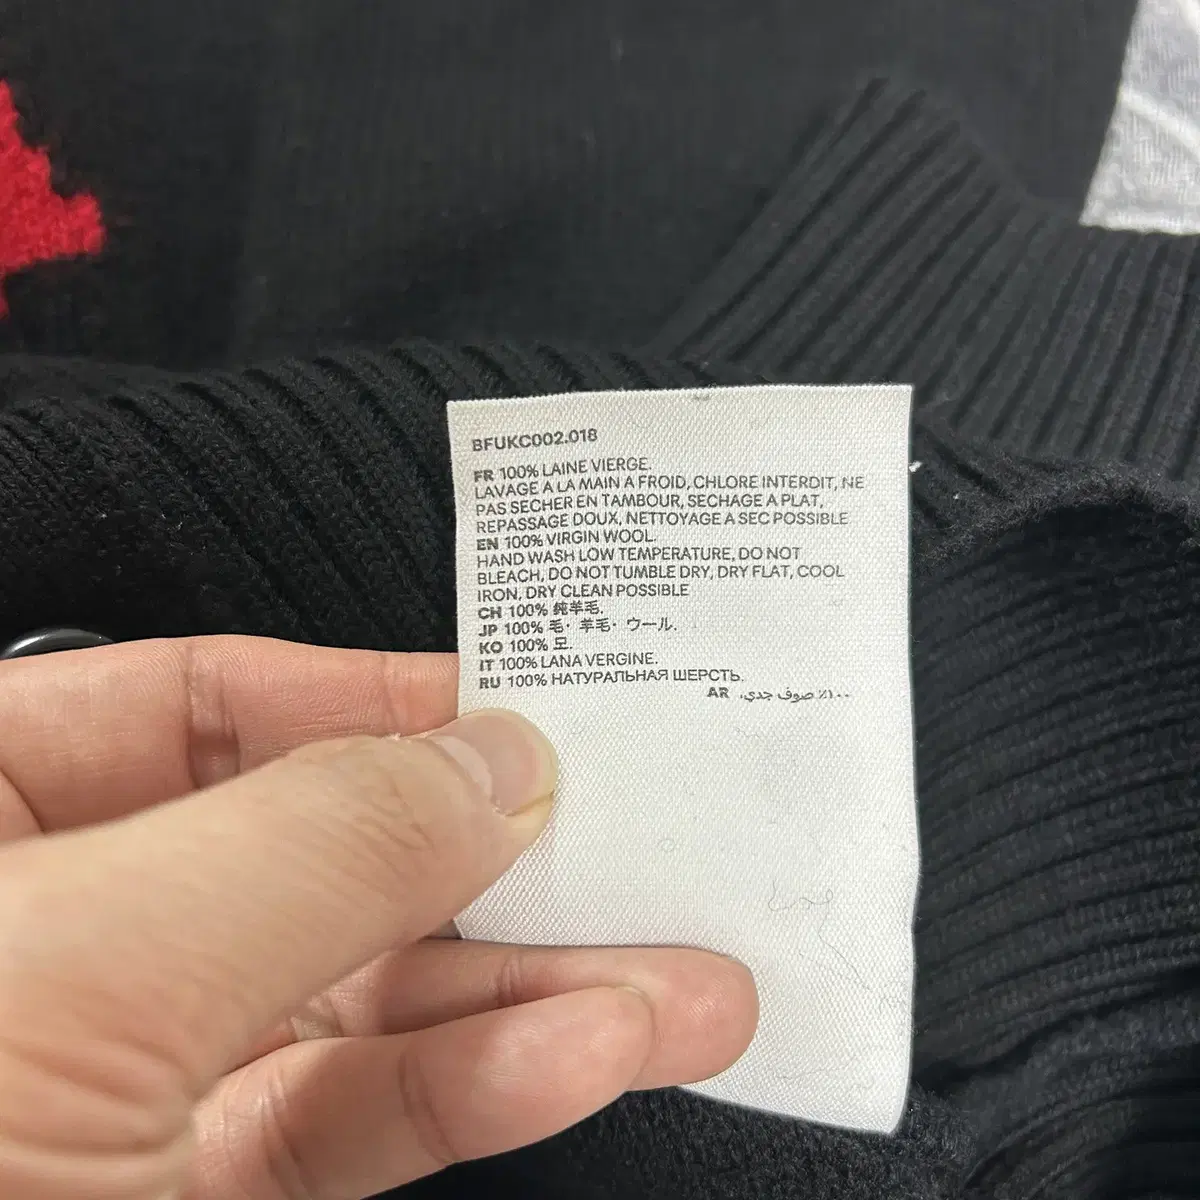 BFUKC002.018
FR 100% LAINE VIERGE.
LAVAGE A LA MAIN A FROID, CHLORE INTERDIT, NE
PAS SECHER EN TAMBOUR, SECHAGE A PLAT,
REPASSAGE DOUX, NETTOYAGE A SEC POSSIBLE
EN 100% VIRGIN WOOL.
HAND WASH LOW TEMPERATURE, DO NOT
BLEACH, DO NOT TUMBLE DRY, DRY FLAT, COOL
IRON, DRY CLEAN POSSIBLE
CH 100% 纯羊毛.
JP 100% 毛・羊毛・ウール.
KO 100% 모.
IT 100% LANA VERGINE.
RU 100% НАТУРАЛЬНАЯ ШЕРСТЬ.
AR ١٠٠٪ صوف جدي.